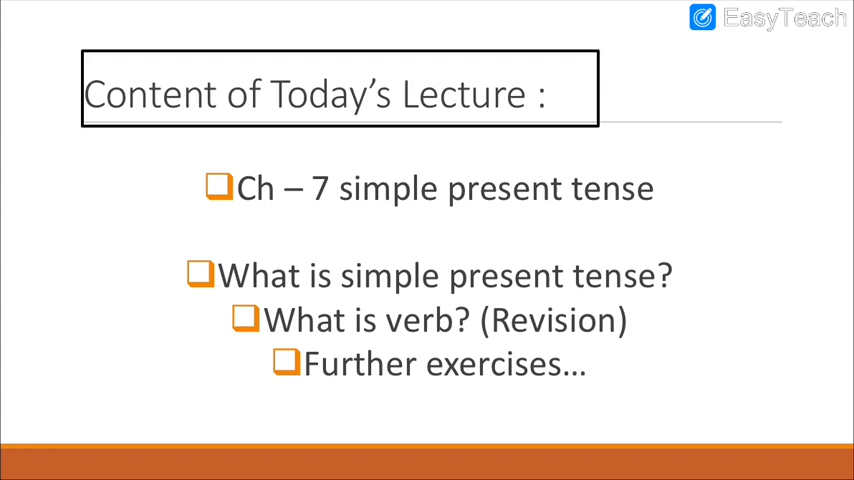 EasyTeach
Content of Today’s Lecture :
Ch – 7 simple present tense
What is simple present tense?
What is verb? (Revision)
Further exercises…